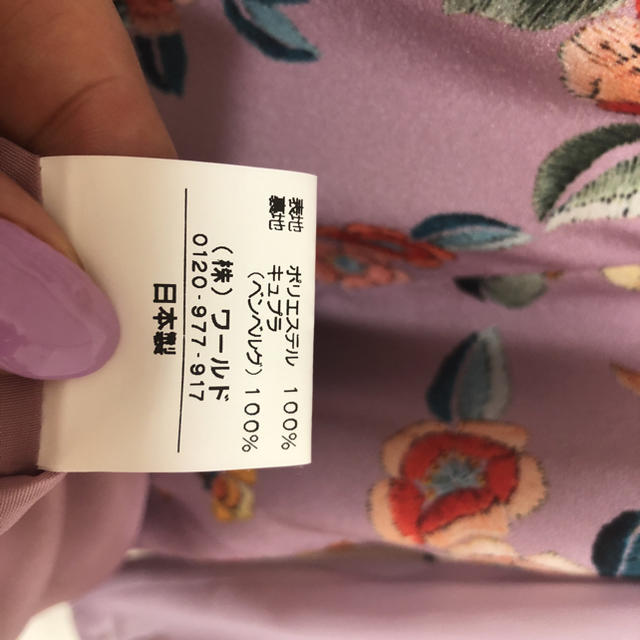 表地 ポリエステル 100%
裏地 キュプラ
(ベンベルグ) 100%
(株) ワールド
0120-977-917
日本製